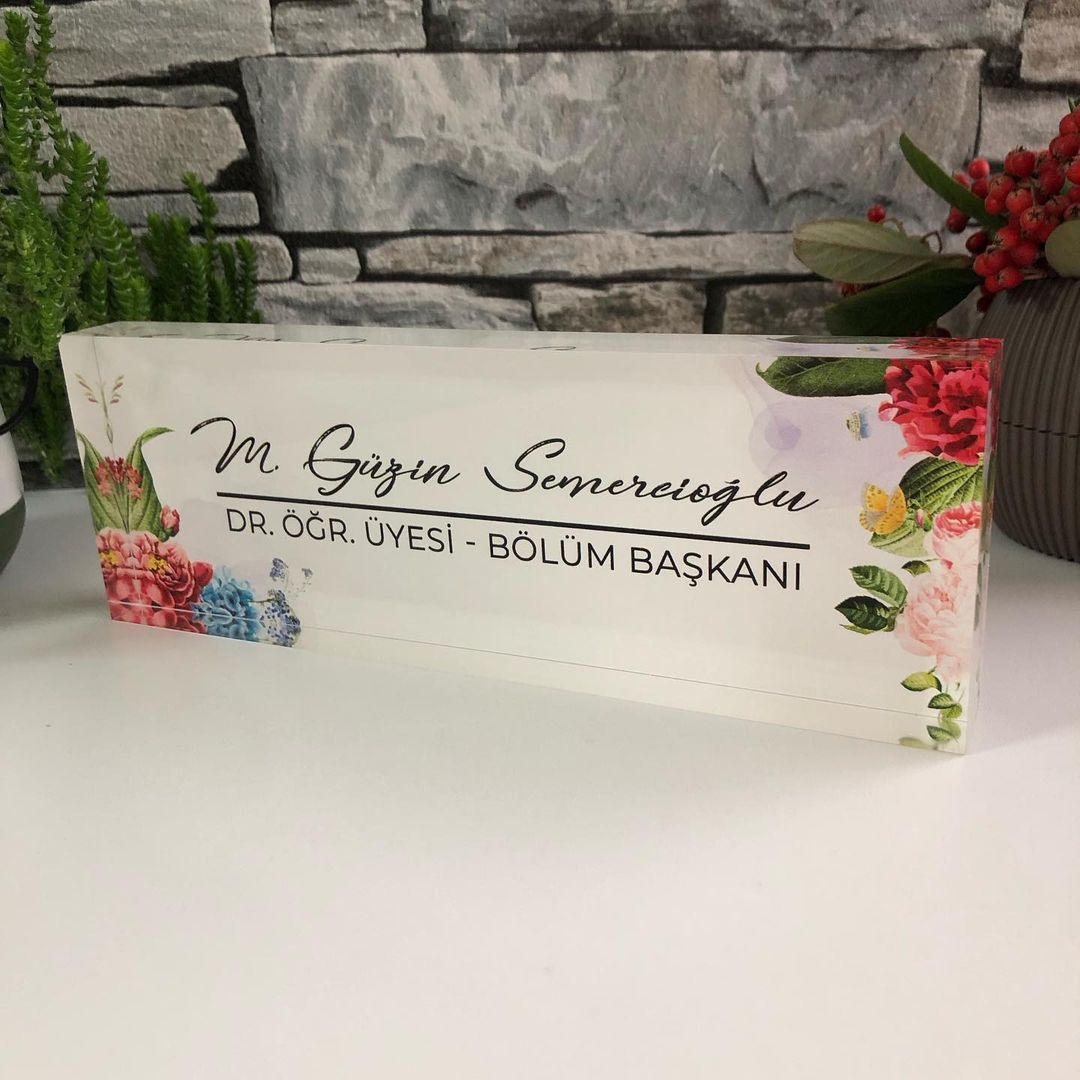 M. Güzin Semercioğlu
DR. ÖĞR. ÜYESİ - BÖLÜM BAŞKANI